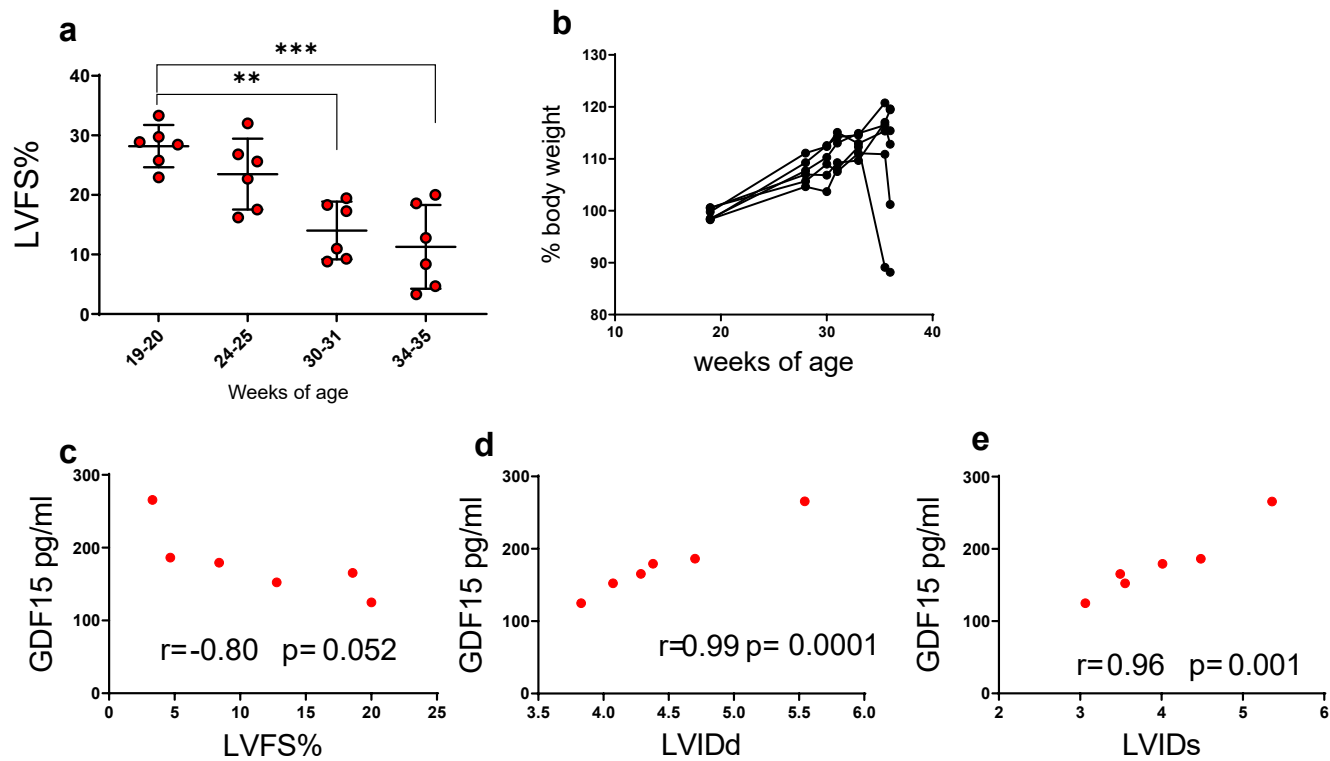 a
***
**
LVFS%
40
30
20
10
0
19-20
24-25
30-31
34-35
Weeks of age
b
% body weight
130
120
110
100
90
80
10
20
30
40
weeks of age
c
GDF15 pg/ml
300
200
100
0
r=-0.80 p= 0.052
0
5
10
15
20
25
LVFS%
d
GDF15 pg/ml
300
200
100
0
r=0.99 p= 0.0001
3.5
4.0
4.5
5.0
5.5
6.0
LVIDd
e
GDF15 pg/ml
300
200
100
0
r=0.96 p= 0.001
2
3
4
5
6
LVIDs